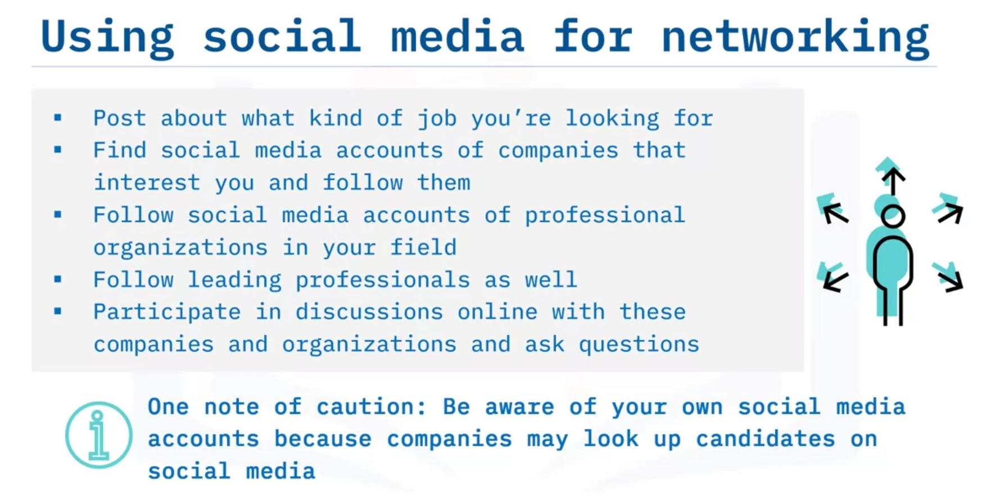 Using social media for networking
▪ Post about what kind of job you’re looking for
▪ Find social media accounts of companies that
interest you and follow them
▪ Follow social media accounts of professional
organizations in your field
▪ Follow leading professionals as well
▪ Participate in discussions online with these
companies and organizations and ask questions
One note of caution: Be aware of your own social media
accounts because companies may look up candidates on
social media